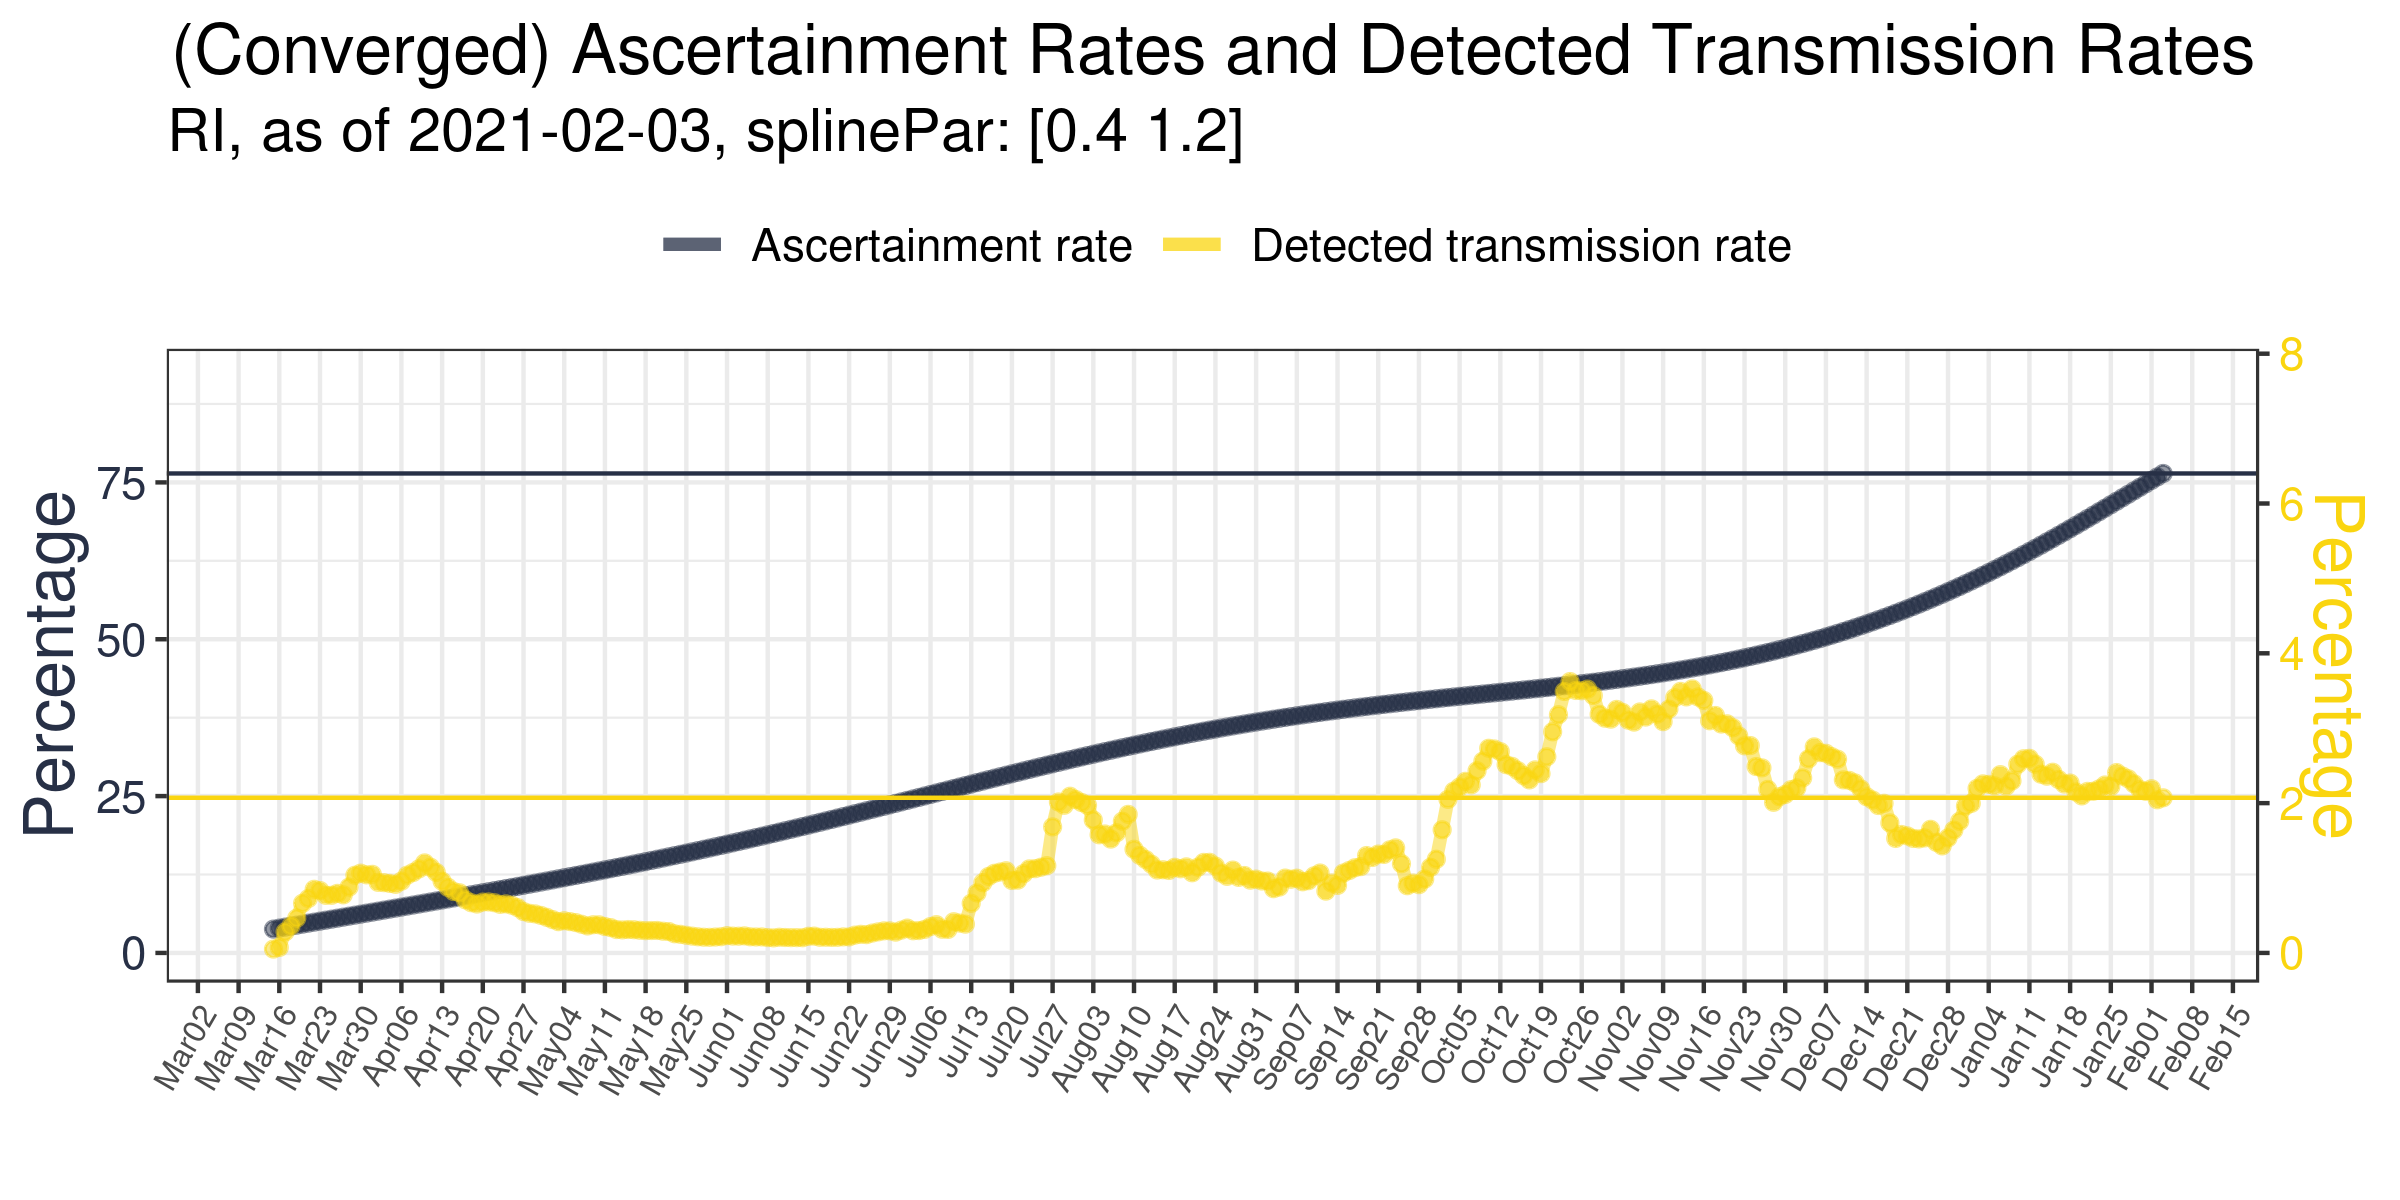 (Converged) Ascertainment Rates and Detected Transmission Rates
RI, as of 2021-02-03, splinePar: [0.4 1.2]
Ascertainment rate Detected transmission rate
Percentage
75
50
25
0
8
6
4
2
0
Percentage
Mar02 Mar09 Mar16 Mar23 Mar30 Apr06 Apr13 Apr20 Apr27 May04 May11 May18 May25 Jun01 Jun08 Jun15 Jun22 Jun29 Jul06 Jul13 Jul20 Jul27 Aug03 Aug10 Aug17 Aug24 Aug31 Sep07 Sep14 Sep21 Sep28 Oct05 Oct12 Oct19 Oct26 Nov02 Nov09 Nov16 Nov23 Nov30 Dec07 Dec14 Dec21 Dec28 Jan04 Jan11 Jan18 Jan25 Feb01 Feb08 Feb15